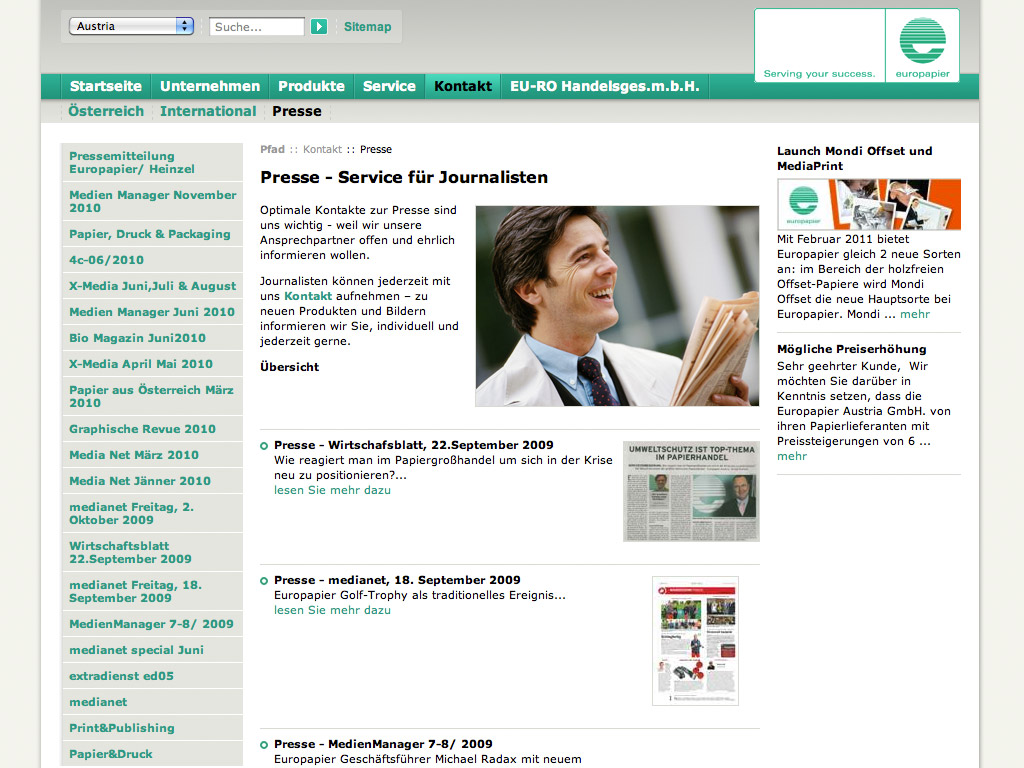 Austria
Suche...
Sitemap
Serving your success.
europapier
Startseite
Unternehmen
Produkte
Service
Kontakt
EU-RO Handelsges.m.b.H.
Österreich
International
Presse
Pressemitteilung
Europapier/ Heinzel
Medien Manager November
2010
Papier, Druck & Packaging
4c-06/2010
X-Media Juni,Juli & August
Medien Manager Juni 2010
Bio Magazin Juni2010
X-Media April Mai 2010
Papier aus Österreich März
2010
Graphische Revue 2010
Media Net März 2010
Media Net Jänner 2010
medianet Freitag, 2.
Oktober 2009
Wirtschaftsblatt
22.September 2009
medianet Freitag, 18.
September 2009
MedienManager 7-8/ 2009
medianet special Juni
extradienst ed05
medianet
Print&Publishing
Papier&Druck
Pfad :: Kontakt :: Presse
Presse - Service für Journalisten
Optimale Kontakte zur Presse sind
uns wichtig - weil wir unsere
Ansprechpartner offen und ehrlich
informieren wollen.
Journalisten können jederzeit mit
uns Kontakt aufnehmen – zu
neuen Produkten und Bildern
informieren wir Sie, individuell und
jederzeit gerne.
Übersicht
Presse - Wirtschafsblatt, 22.September 2009
Wie reagiert man im Papiergroßhandel um sich in der Krise
neu zu positionieren?...
lesen Sie mehr dazu
UMWELTSCHUTZ IST TOP-THEMA
IM PAPIERHANDEL
Presse - medianet, 18. September 2009
Europapier Golf-Trophy als traditionelles Ereignis...
lesen Sie mehr dazu
Presse - MedienManager 7-8/ 2009
Europapier Geschäftsführer Michael Radax mit neuem
Launch Mondi Offset und
MediaPrint
europapier
Mit Februar 2011 bietet
Europapier gleich 2 neue Sorten
an: im Bereich der holzfreien
Offset-Papiere wird Mondi
Offset die neue Hauptsorte bei
Europapier. Mondi ... mehr
Mögliche Preiserhöhung
Sehr geehrter Kunde,  Wir
möchten Sie darüber in
Kenntnis setzen, dass die
Europapier Austria GmbH. von
ihren Papierlieferanten mit
Preissteigerungen von 6 ...
mehr